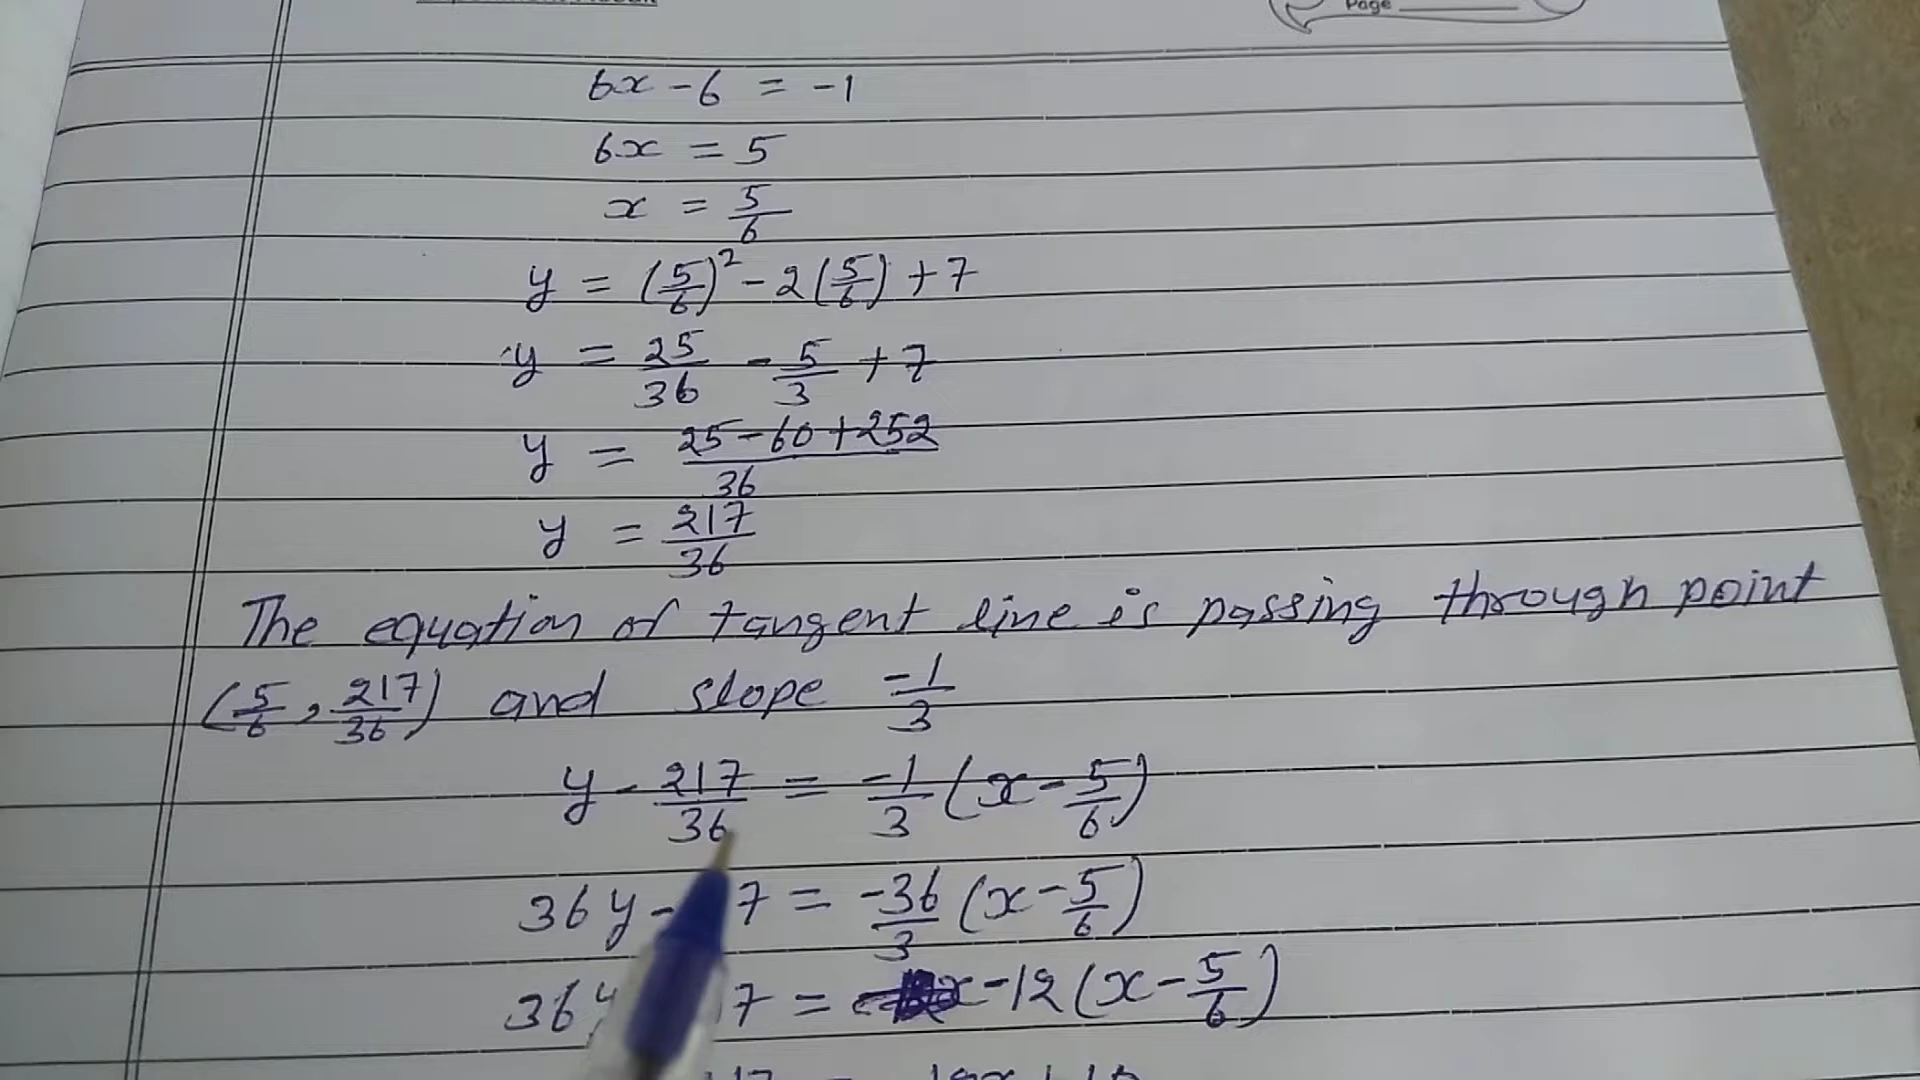 Page
6x - 6 = -1
6x = 5
x = 5/6
y = (5/6)² - 2(5/6) + 7
y = 25/36 - 5/3 + 7
y = 25 - 60 + 252/36
y = 217/36
The equation of tangent line is passing through point
(5/6, 217/36) and slope -1/3
y - 217/36 = -1/3 (x - 5/6)
36y - 7 = -36/3 (x - 5/6)
36y 7 = -12 (x - 5/6)